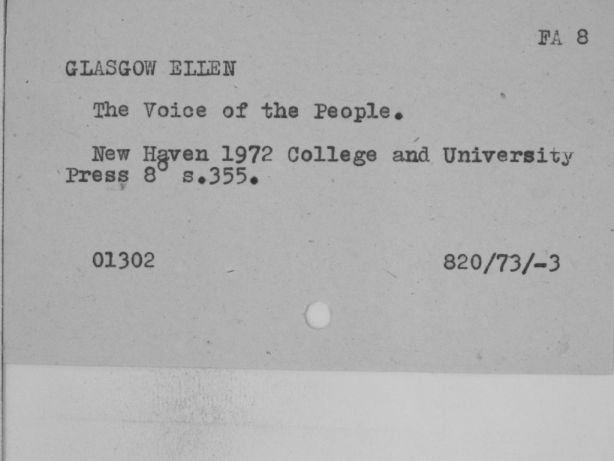 FA 8
GLASGOW ELLEN
The Voice of the People.
New Haven 1972 College and University
Press 8° s.355.
01302 820/73/-3